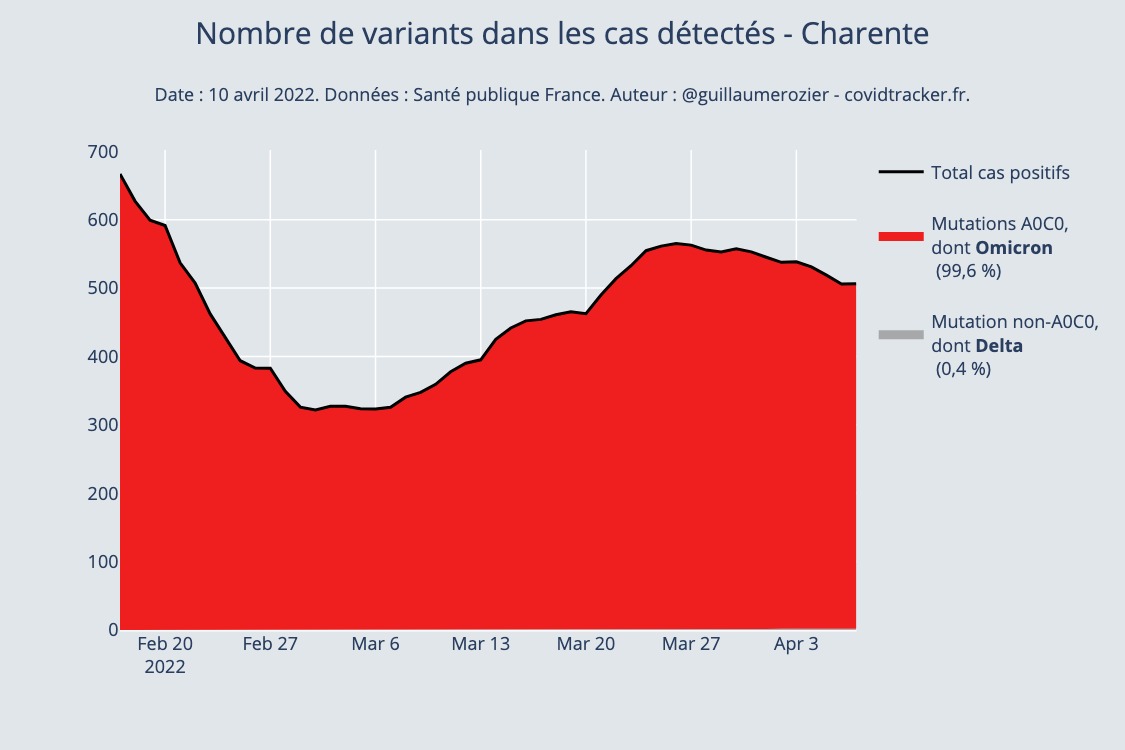 Nombre de variants dans les cas détectés - Charente
Date : 10 avril 2022. Données : Santé publique France. Auteur : @guillaumerozier - covidtracker.fr.
700
600
500
400
300
200
100
0
Feb 20
2022
Feb 27
Mar 6
Mar 13
Mar 20
Mar 27
Apr 3
Total cas positifs
Mutations A0C0,
dont Omicron
(99,6 %)
Mutation non-A0C0,
dont Delta
(0,4 %)